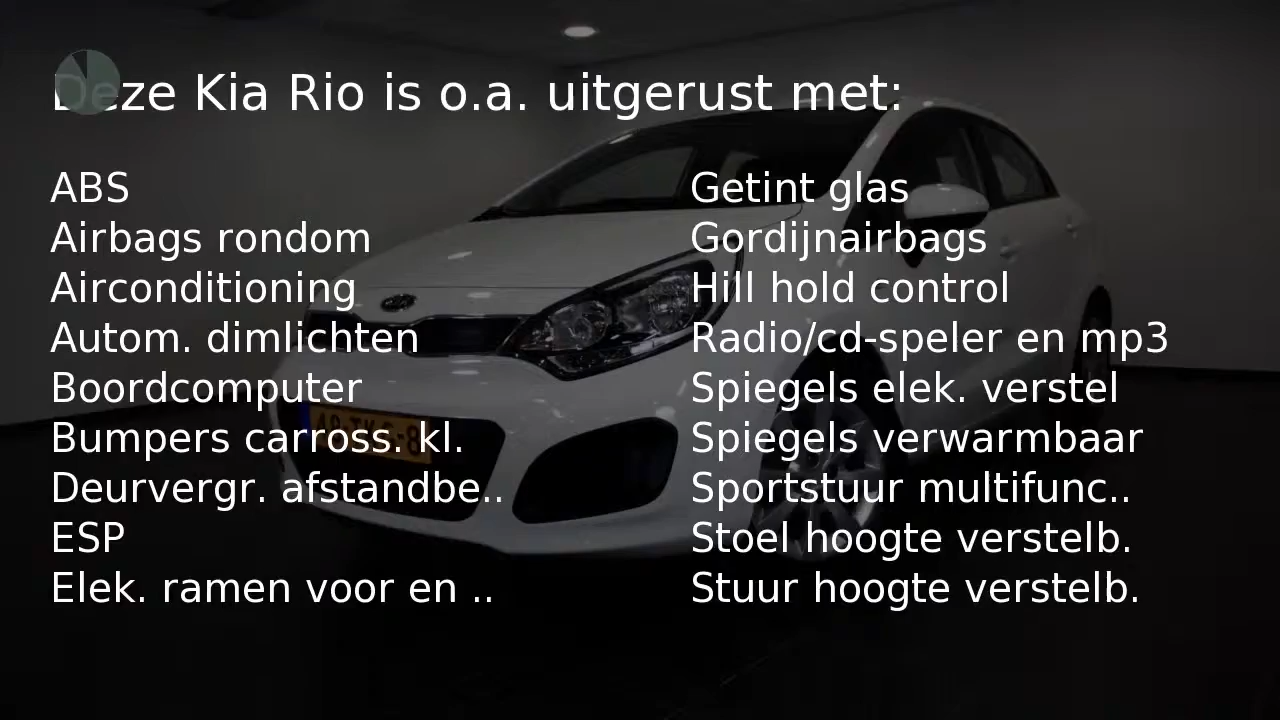 Deze Kia Rio is o.a. uitgerust met:
ABS
Airbags rondom
Airconditioning
Autom. dimlichten
Boordcomputer
Bumpers carross. kl.
Deurvergr. afstandbe..
ESP
Elek. ramen voor en ..
Getint glas
Gordijnairbags
Hill hold control
Radio/cd-speler en mp3
Spiegels elek. verstel
Spiegels verwarmbaar
Sportstuur multifunc..
Stoel hoogte verstelb.
Stuur hoogte verstelb.